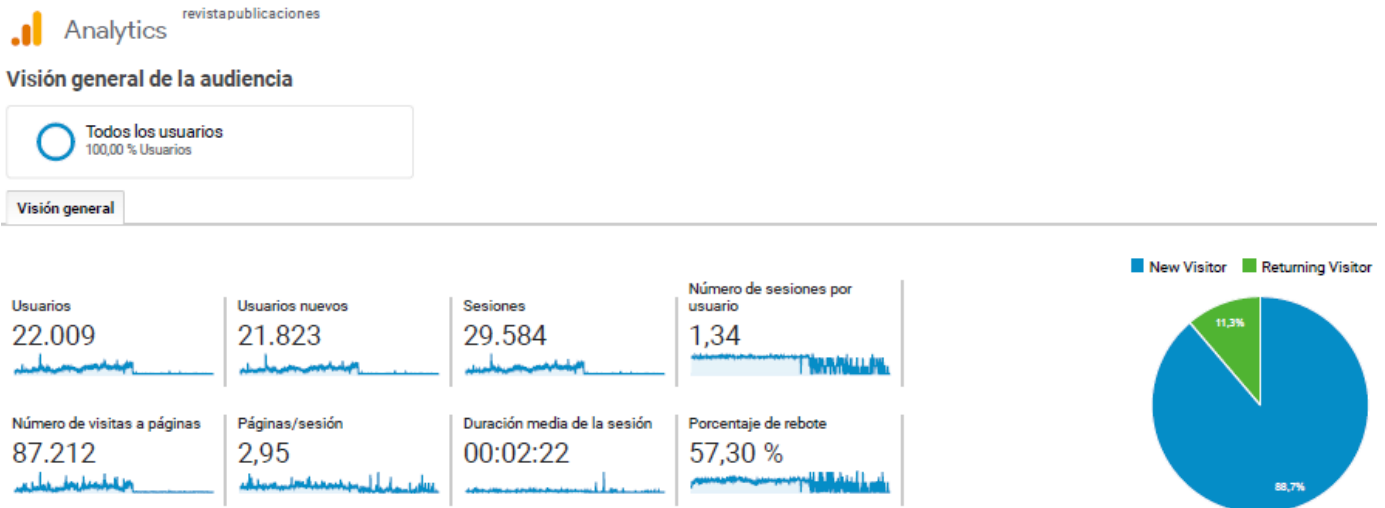 revistapublicaciones
Analytics
Visión general de la audiencia
Todos los usuarios
100,00 % Usuarios
Visión general
New Visitor
Returning Visitor
Usuarios
22.009
Usuarios nuevos
21.823
Sesiones
29.584
Número de sesiones por
usuario
1,34
Número de visitas a páginas
87.212
Páginas/sesión
2,95
Duración media de la sesión
00:02:22
Porcentaje de rebote
57,30 %
11,3%
88,7%